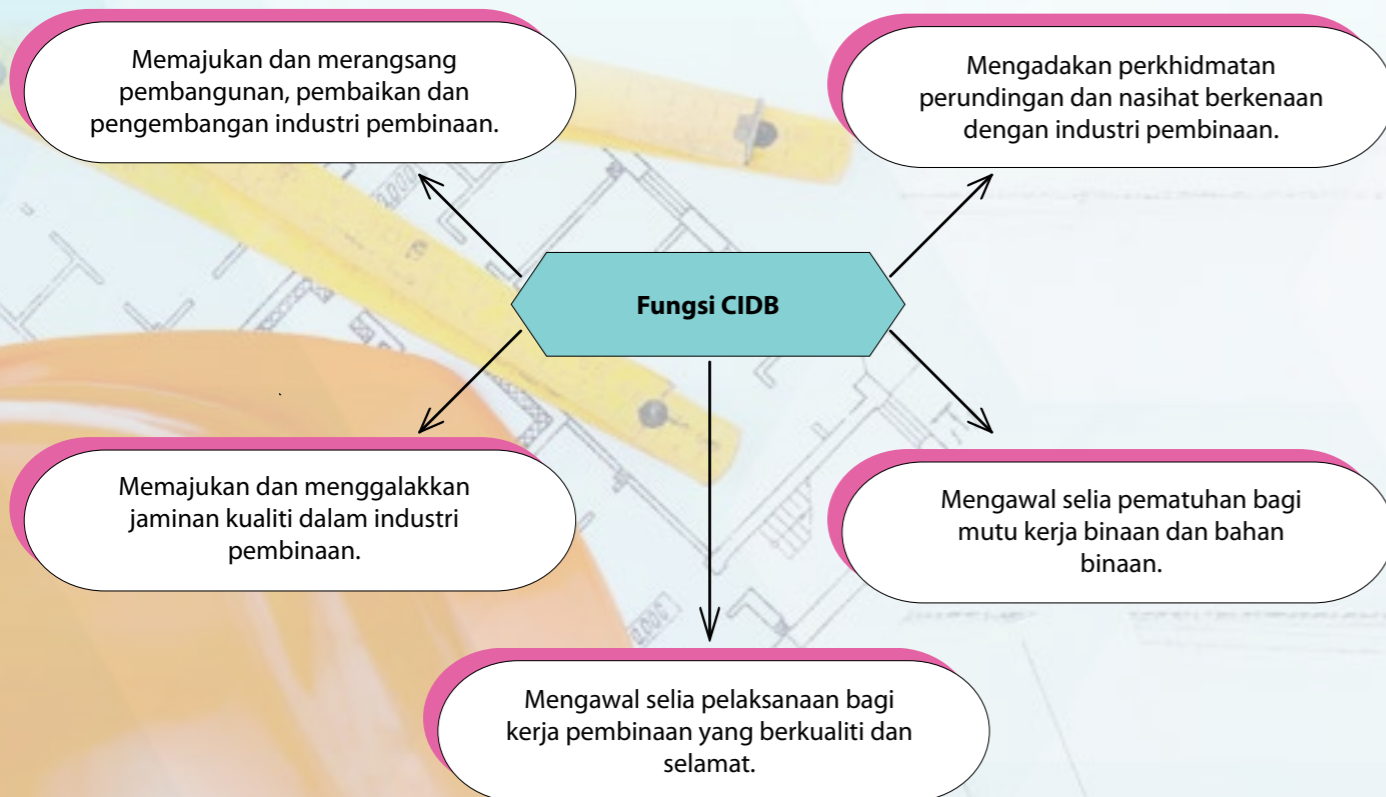 Memajukan dan merangsang
pembangunan, pembaikan dan
pengembangan industri pembinaan.
Mengadakan perkhidmatan
perundingan dan nasihat berkenaan
dengan industri pembinaan.
Fungsi CIDB
Memajukan dan menggalakkan
jaminan kualiti dalam industri
pembinaan.
Mengawal selia pematuhan bagi
mutu kerja binaan dan bahan
binaan.
Mengawal selia pelaksanaan bagi
kerja pembinaan yang berkualiti dan
selamat.